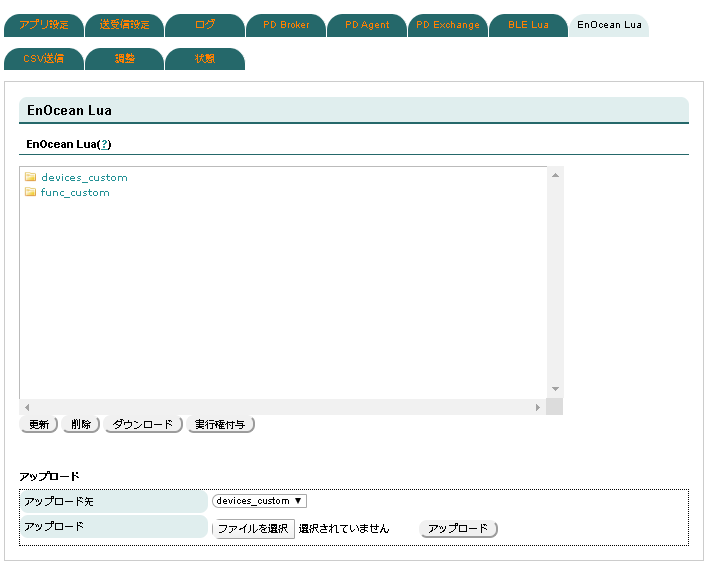 アプリ設定 送受信設定 ログ PD Broker PD Agent PD Exchange BLE Lua EnOcean Lua
CSV送信 調整 状態
EnOcean Lua
EnOcean Lua(?)
devices_custom
func_custom
更新 削除 ダウンロード 実行権付与
アップロード
アップロード先 devices_custom ▼
アップロード ファイルを選択 選択されていません アップロード